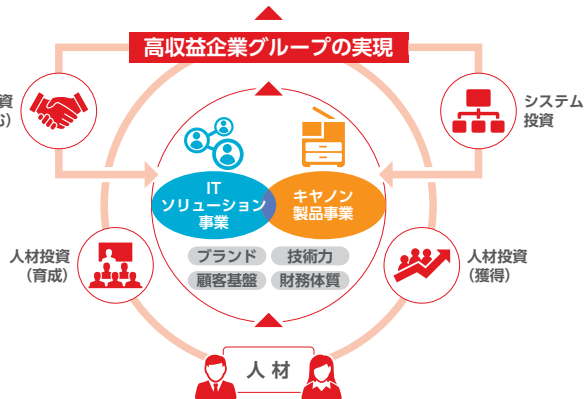 高収益企業グループの実現
資
システム
投資
IT
ソリューション
事業
キヤノン
製品事業
人材投資
(育成)
ブランド
技術力
顧客基盤
財務体質
人材投資
(獲得)
人 材